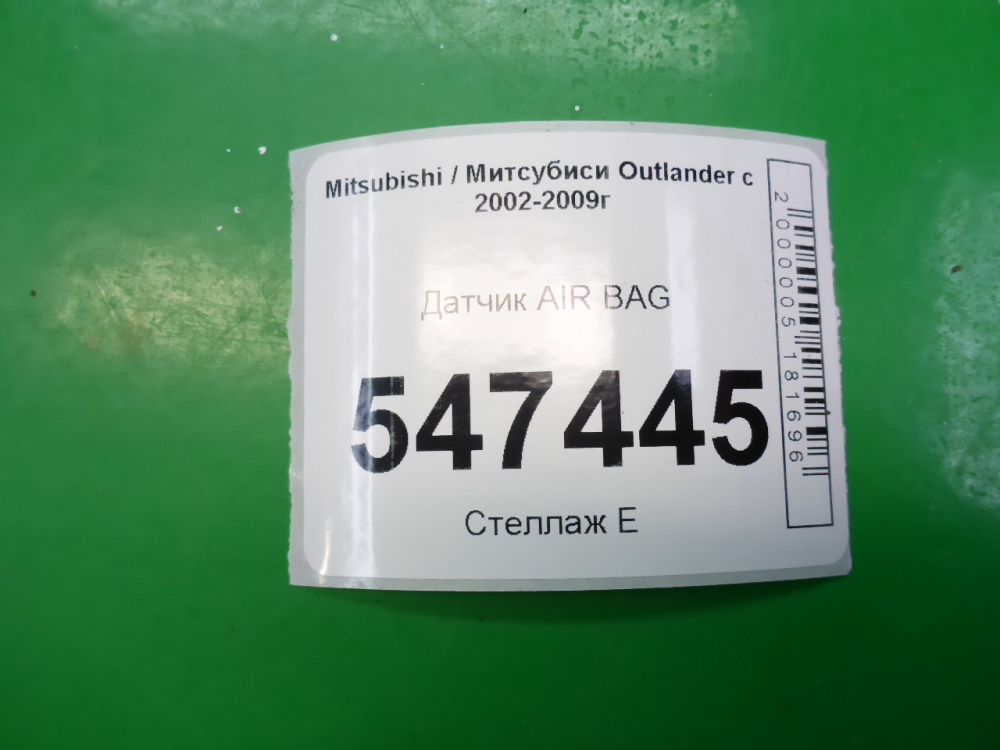 Mitsubishi / Митсубиси Outlander с
2002-2009г
Датчик AIR BAG
547445
Стеллаж Е
2000005181696